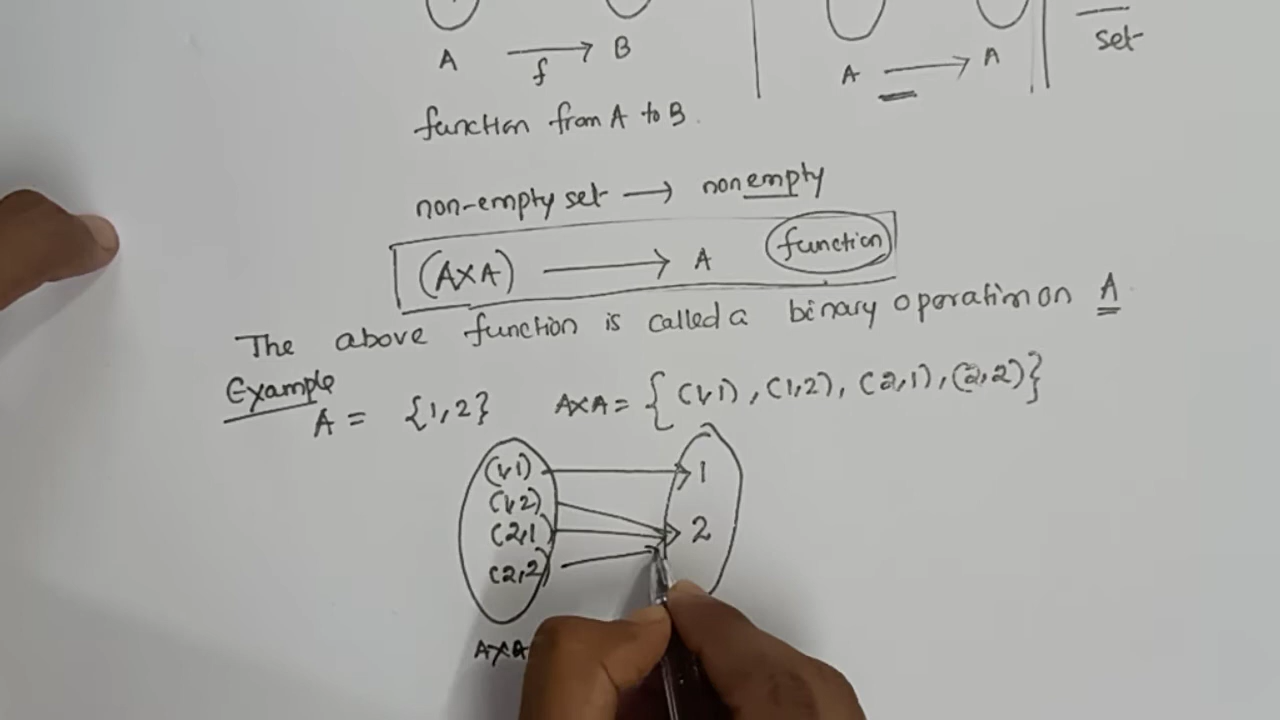 A f B A A set
function from A to B.
non-empty set → nonempty
(A×A) → A function
The above function is called a binary operation on A
Example
A = {1,2} A×A = { (1,1), (1,2), (2,1), (2,2)}
(1,1) 1
(1,2)
(2,1) 2
(2,2)
A×A